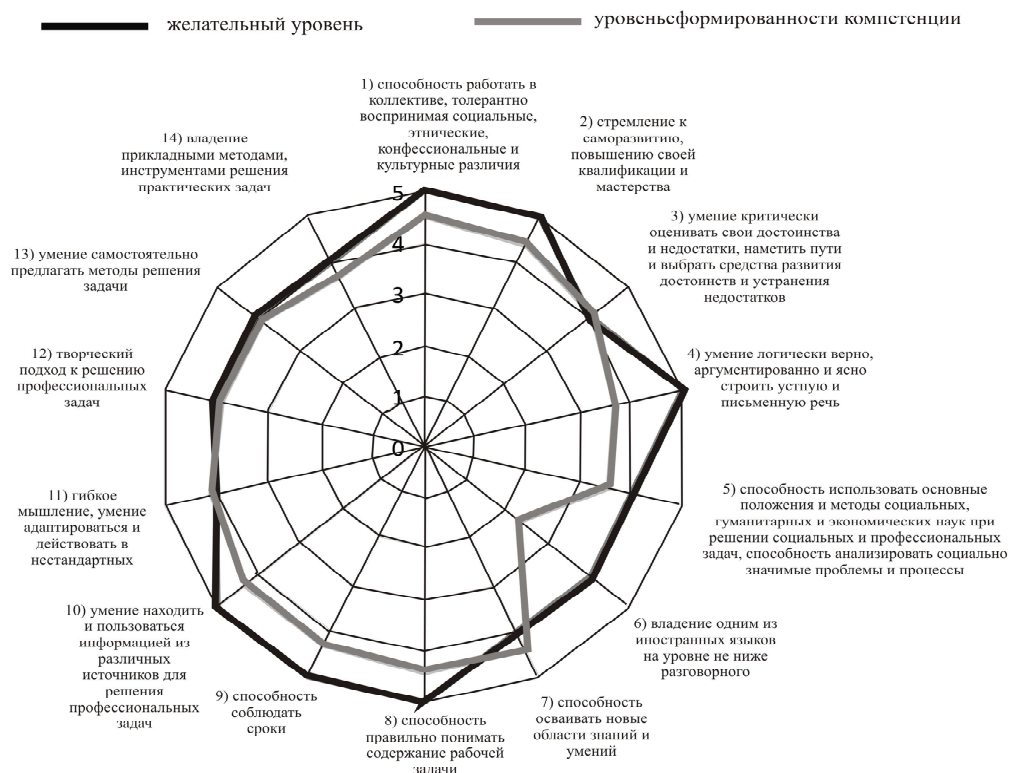 желательный уровень
уровеньсформированности компетенции
1) способность работать в
коллективе, толерантно
воспринимая социальные,
этнические,
конфессиональные и
культурные различия
2) стремление к
саморазвитию,
повышению своей
квалификации и
мастерства
3) умение критически
оценивать свои достоинства
и недостатки, наметить пути
и выбрать средства развития
достоинств и устранения
недостатков
4) умение логически верно,
аргументированно и ясно
строить устную и
письменную речь
5) способность использовать основные
положения и методы социальных,
гуманитарных и экономических наук при
решении социальных и профессиональных
задач, способность анализировать социально
значимые проблемы и процессы
6) владение одним из
иностранных языков
на уровне не ниже
разговорного
7) способность
осваивать новые
области знаний и
умений
8) способность
правильно понимать
содержание рабочей
задачи
9) способность
соблюдать
сроки
10) умение находить
и пользоваться
информацией из
различных
источников для
решения
профессиональных
задач
11) гибкое
мышление, умение
адаптироваться и
действовать в
нестандартных
12) творческий
подход к решению
профессиональных
задач
13) умение самостоятельно
предлагать методы решения
задачи
14) владение
прикладными методами,
инструментами решения
практических задач
5
4
3
2
1
0